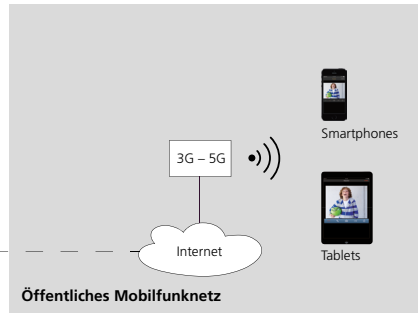 Smartphones
3G – 5G
Tablets
Internet
Öffentliches Mobilfunknetz